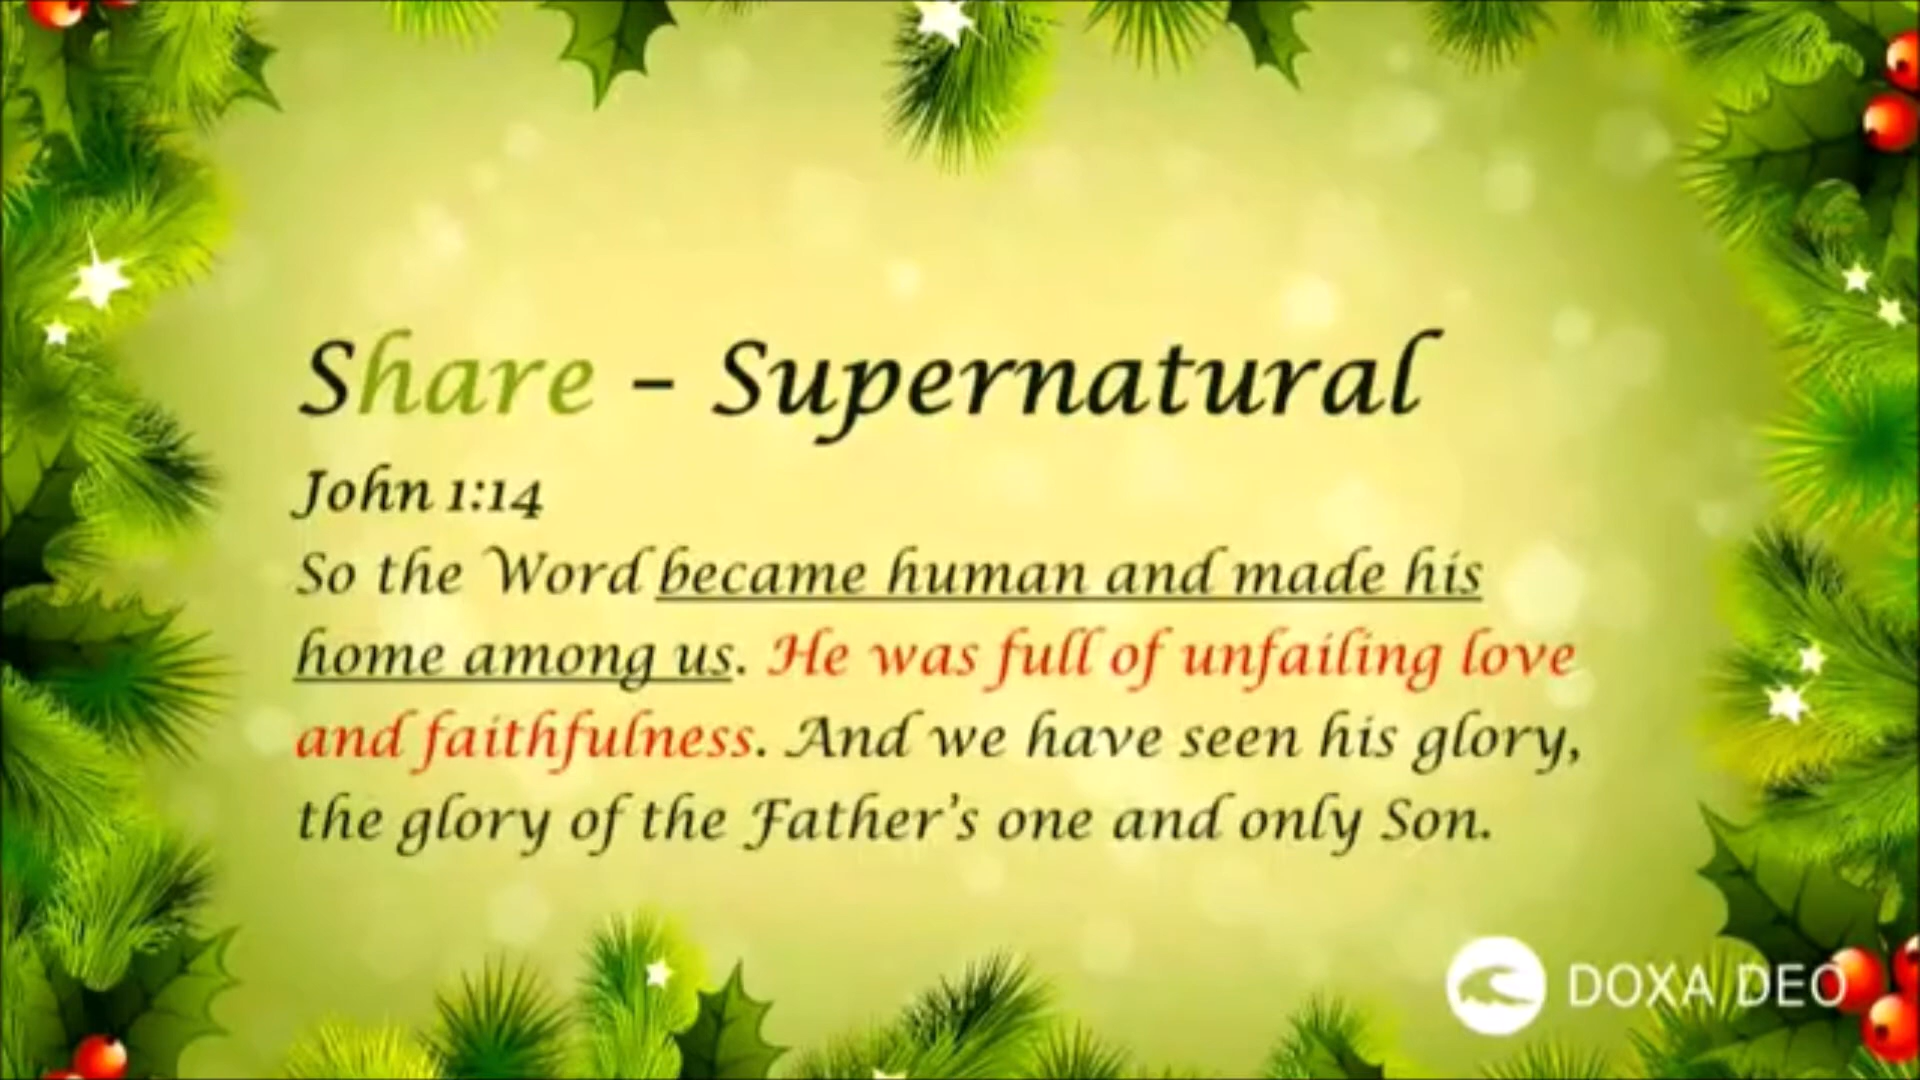 Share – Supernatural
John 1:14
So the Word became human and made his
home among us. He was full of unfailing love
and faithfulness. And we have seen his glory,
the glory of the Father’s one and only Son.
DOXA DEO